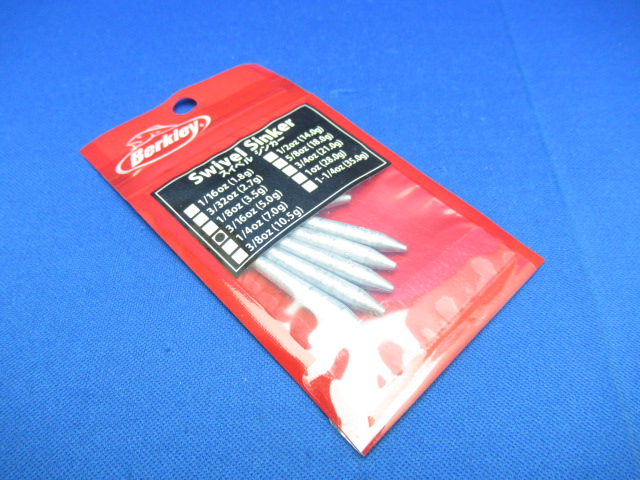 Berkley
Swivel Sinker
スイベル シンカー
1/16oz (1.8g)
3/32oz (2.7g)
1/8oz (3.5g)
3/16oz (5.0g)
1/4oz (7.0g)
3/8oz (10.5g)
1/2oz (14.0g)
5/8oz (18.0g)
3/4oz (21.0g)
1oz (28.0g)
1-1/4oz (35.0g)